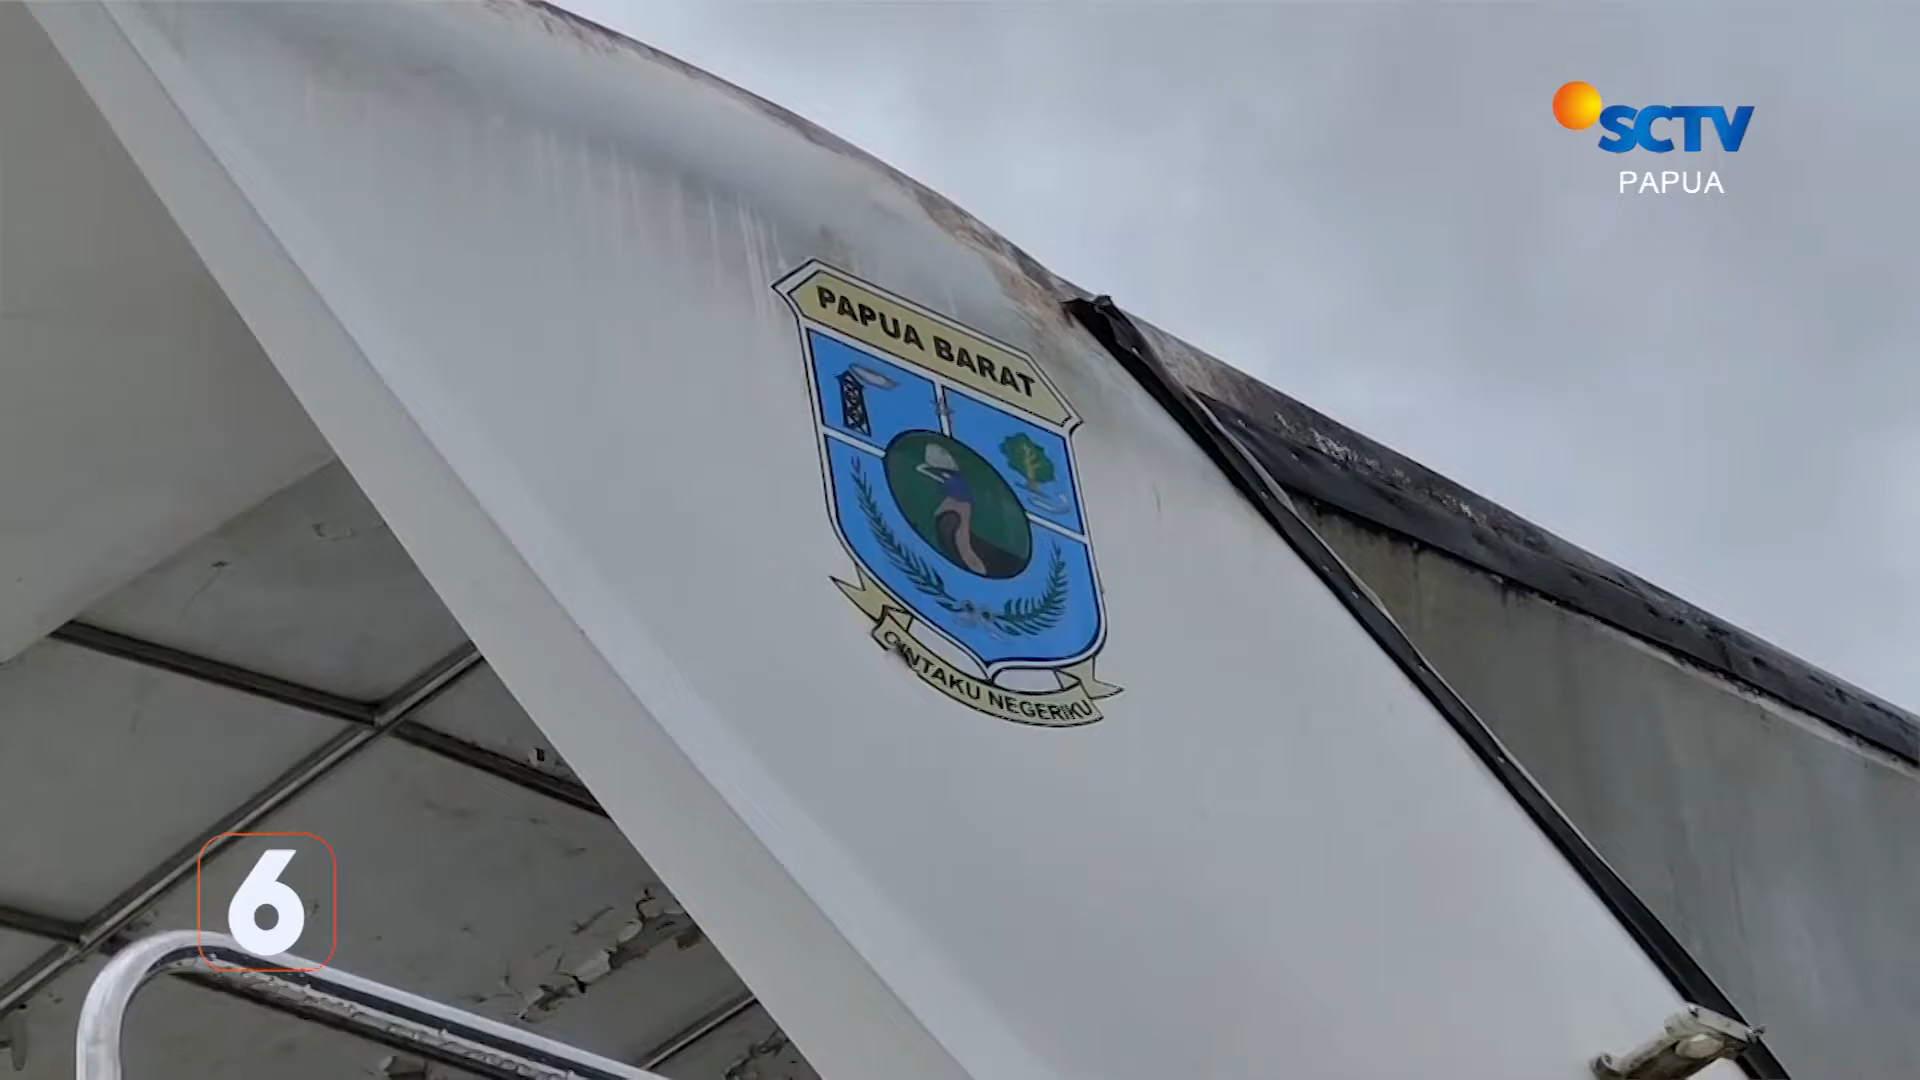 SCTV
PAPUA
PAPUA BARAT
CINTAKU NEGERIKU
6